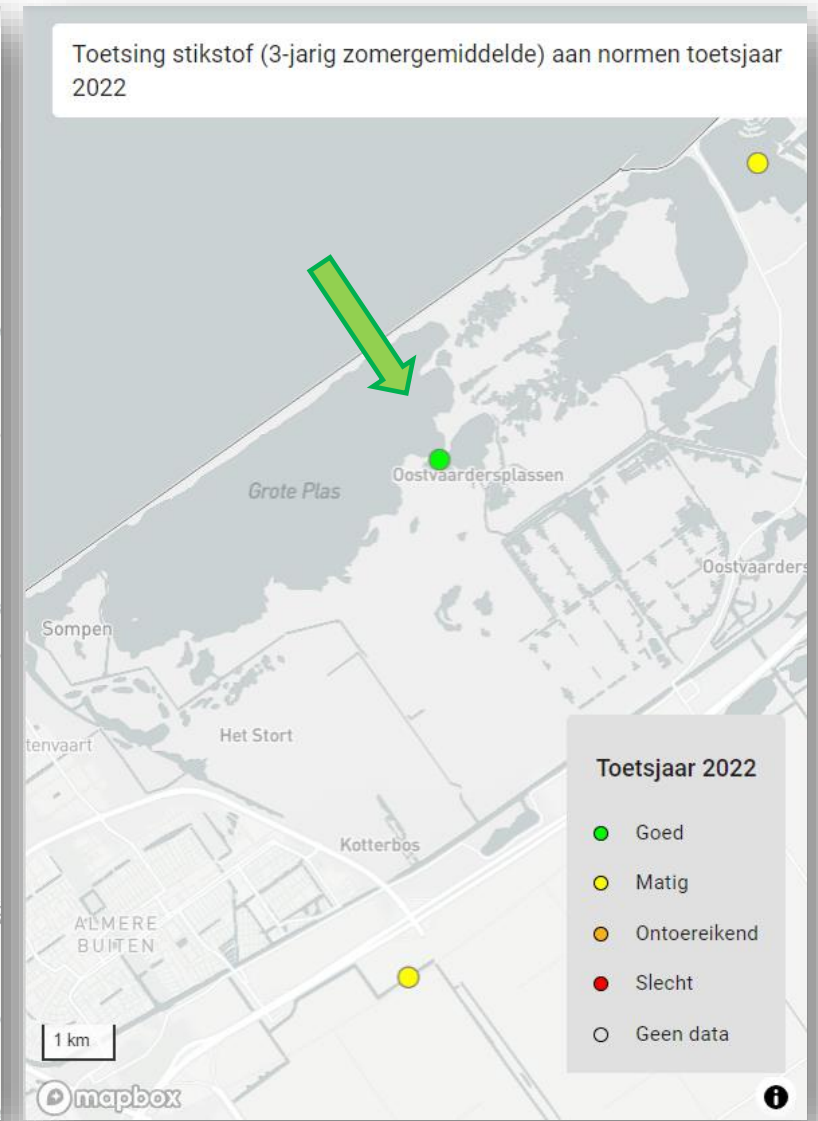 Toetsing stikstof (3-jarig zomergemiddelde) aan normen toetsjaar
2022
Oostvaardersplassen
Grote Plas
Oostvaarders
Sompen
Het Stort
tenvaart
Kotterbos
ALMERE
BUITEN
Toetsjaar 2022
Goed
Matig
Ontoereikend
Slecht
Geen data
1 km
mapbox
i